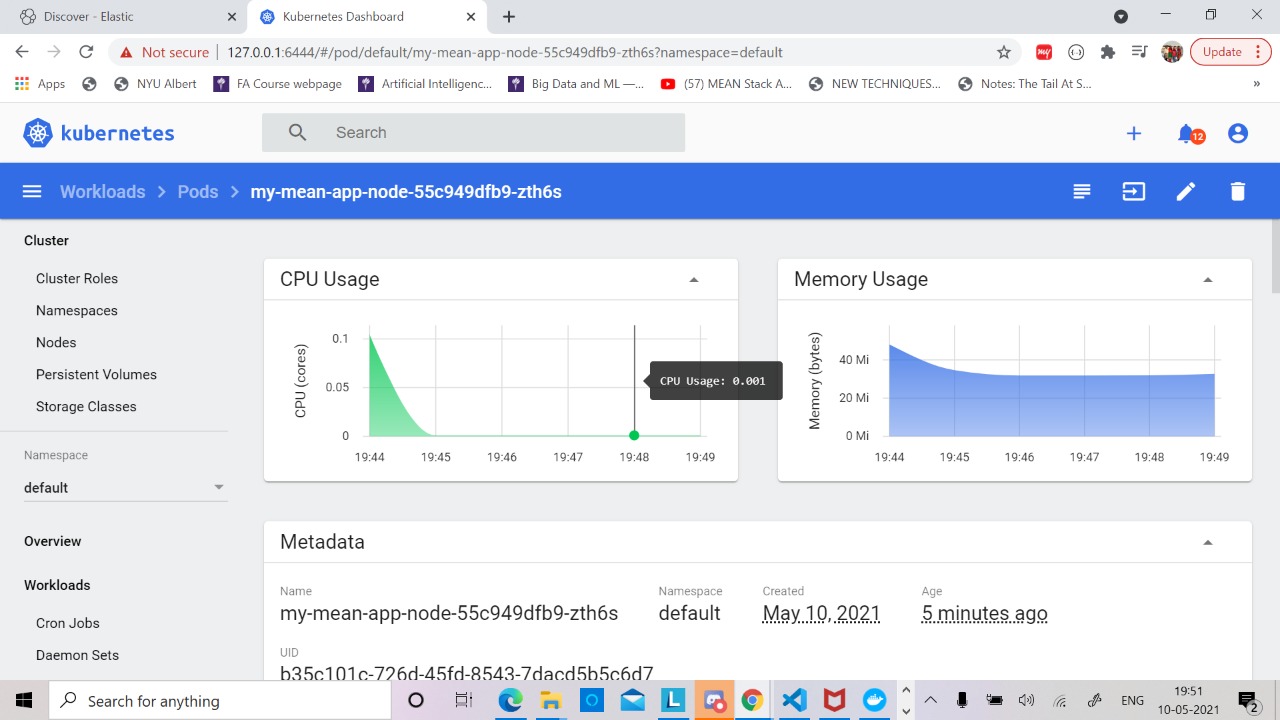 Discover - Elastic
Kubernetes Dashboard
Not secure
127.0.0.1:6444/#/pod/default/my-mean-app-node-55c949dfb9-zth6s?namespace=default
my
Update
Apps
NYU Albert
FA Course webpage
Artificial Intelligenc...
Big Data and ML —...
(57) MEAN Stack A...
NEW TECHNIQUES...
Notes: The Tail At S...
»
kubernetes
Search
12
Workloads > Pods > my-mean-app-node-55c949dfb9-zth6s
Cluster
Cluster Roles
Namespaces
Nodes
Persistent Volumes
Storage Classes
Namespace
default
Overview
Workloads
Cron Jobs
Daemon Sets
CPU Usage
CPU (cores)
0.1
0.05
0
CPU Usage: 0.001
19:44 19:45 19:46 19:47 19:48 19:49
Memory Usage
Memory (bytes)
40 Mi
20 Mi
0 Mi
19:44 19:45 19:46 19:47 19:48 19:49
Metadata
Name
my-mean-app-node-55c949dfb9-zth6s
Namespace
default
Created
May 10, 2021
Age
5 minutes ago
UID
b35c101c-726d-45fd-8543-7dacd5b5c6d7
Search for anything
L
ENG
19:51
10-05-2021
2